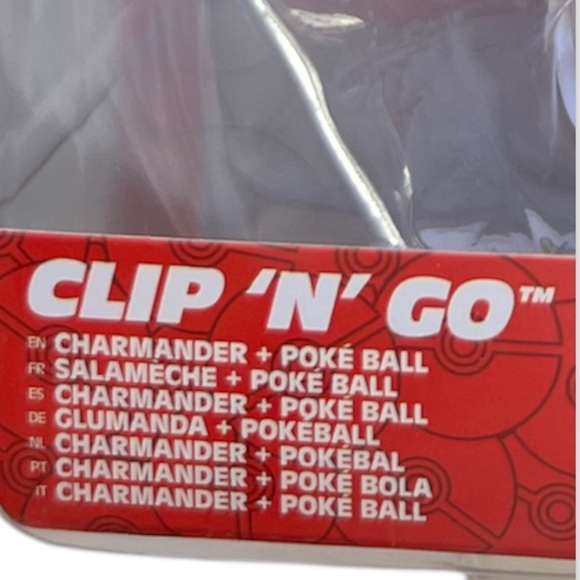 CLIP 'N' GO™
EN CHARMANDER + POKÉ BALL
FR SALAMÈCHE + POKÉ BALL
ES CHARMANDER + POKÉ BALL
DE GLUMANDA + POKÉBALL
NL CHARMANDER + POKÉBAL
PT CHARMANDER + POKÉ BOLA
IT CHARMANDER + POKÉ BALL